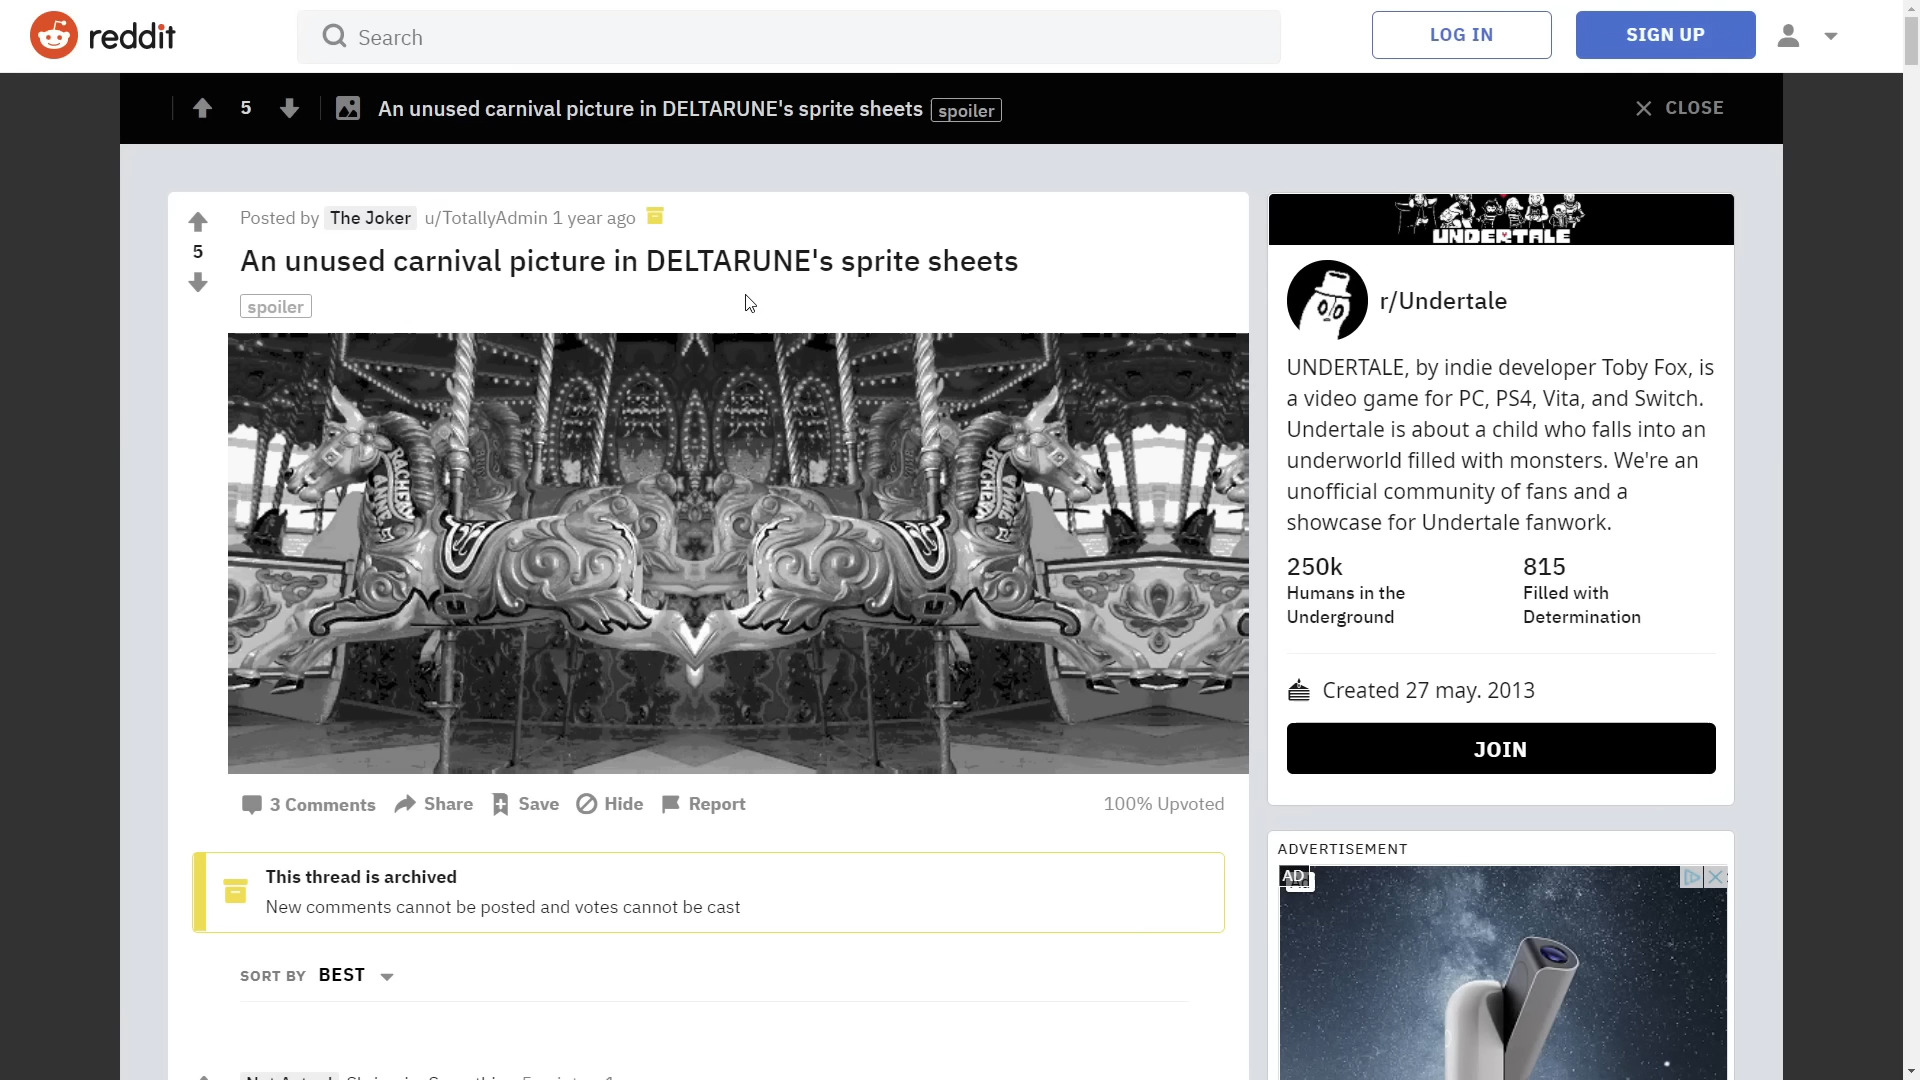 reddit
Search
LOG IN
SIGN UP
5
An unused carnival picture in DELTARUNE's sprite sheets
spoiler
CLOSE
Posted by The Joker u/TotallyAdmin 1 year ago
5
An unused carnival picture in DELTARUNE's sprite sheets
spoiler
3 Comments
Share
Save
Hide
Report
100% Upvoted
This thread is archived
New comments cannot be posted and votes cannot be cast
SORT BY BEST
UNDERTALE
r/Undertale
UNDERTALE, by indie developer Toby Fox, is
a video game for PC, PS4, Vita, and Switch.
Undertale is about a child who falls into an
underworld filled with monsters. We're an
unofficial community of fans and a
showcase for Undertale fanwork.
250k
Humans in the
Underground
815
Filled with
Determination
Created 27 may. 2013
JOIN
ADVERTISEMENT
AD